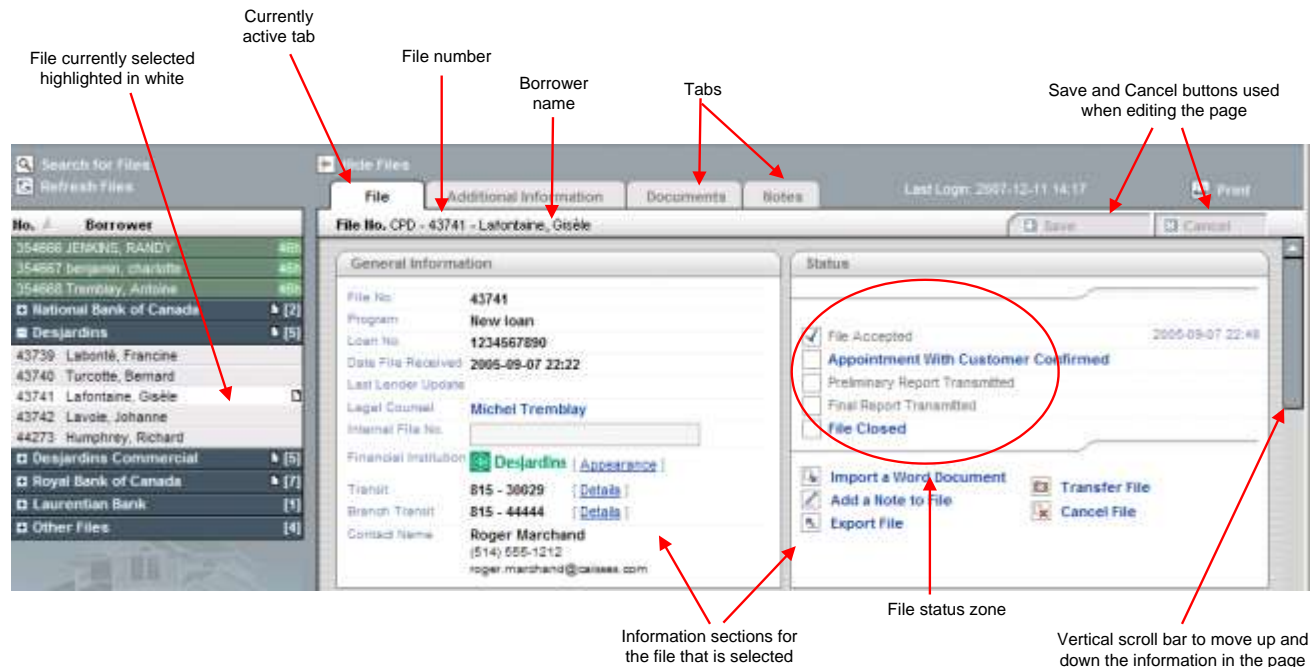 Currently
active tab
File currently selected
highlighted in white
File number
Borrower
name
Tabs
Save and Cancel buttons used
when editing the page
Search for Files
Refresh Files
Hide Files
File
Additional Information
Documents
Notes
Last Login: 2007-12-11 14:17
Print
No. Borrower
File No. CPD - 43741 - Lafontaine, Gisèle
Save
Cancel
354666 JENKINS, RANDY 48h
354667 benjamin, charlotte 48h
354668 Tremblay, Antoine 48h
National Bank of Canada [2]
Desjardins [5]
43739 Labonté, Francine
43740 Turcotte, Bernard
43741 Lafontaine, Gisèle
43742 Lavoie, Johanne
44273 Humphrey, Richard
Desjardins Commercial [5]
Royal Bank of Canada [7]
Laurentian Bank [1]
Other Files [4]
General Information
File No. 43741
Program New loan
Loan No. 1234567890
Date File Received 2005-09-07 22:22
Last Lender Update
Legal Counsel Michel Tremblay
Internal File No.
Financial Institution Desjardins [ Appearance ]
Transit 815 - 30029 [ Details ]
Branch Transit 815 - 44444 [ Details ]
Contact Name Roger Marchand
(514) 555-1212
roger.marchand@caisses.com
Status
File Accepted 2005-09-07 22:48
Appointment With Customer Confirmed
Preliminary Report Transmitted
Final Report Transmitted
File Closed
Import a Word Document
Add a Note to File
Export File
Transfer File
Cancel File
File status zone
Information sections for
the file that is selected
Vertical scroll bar to move up and
down the information in the page